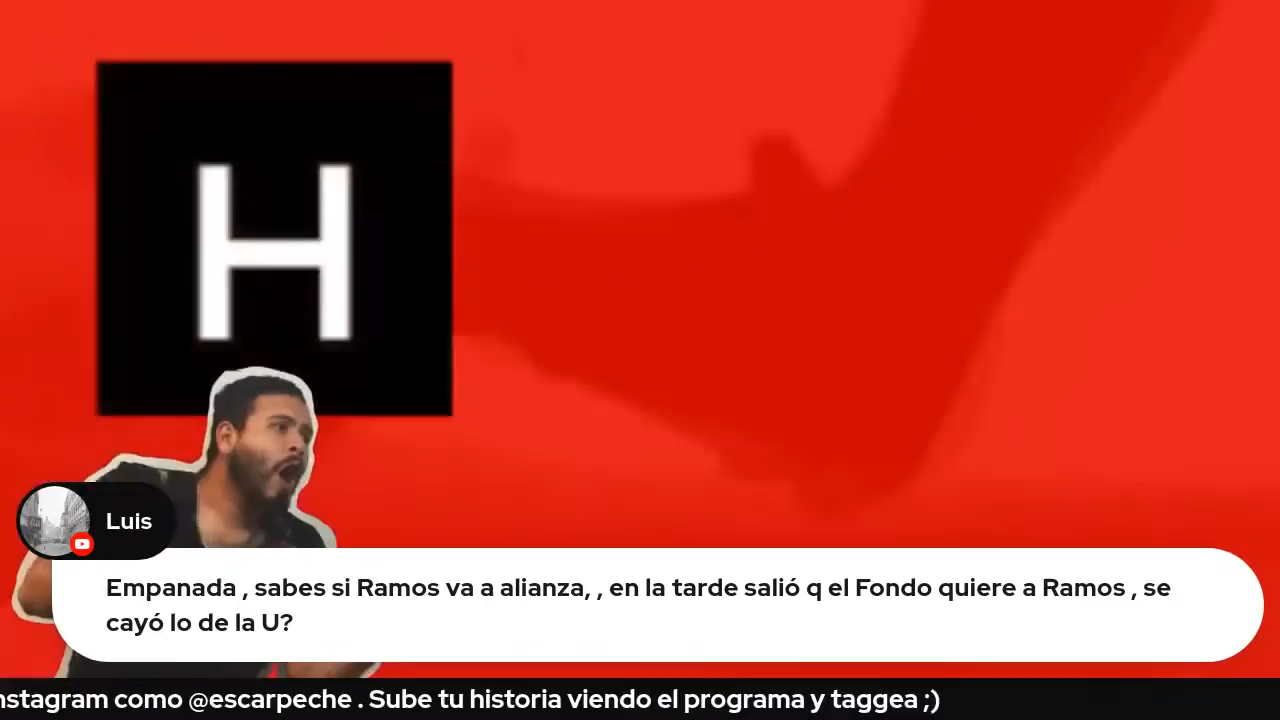 H
Luis
Empanada , sabes si Ramos va a alianza, , en la tarde salió q el Fondo quiere a Ramos , se
cayó lo de la U?
nstagram como @escarpeche . Sube tu historia viendo el programa y taggea ;)